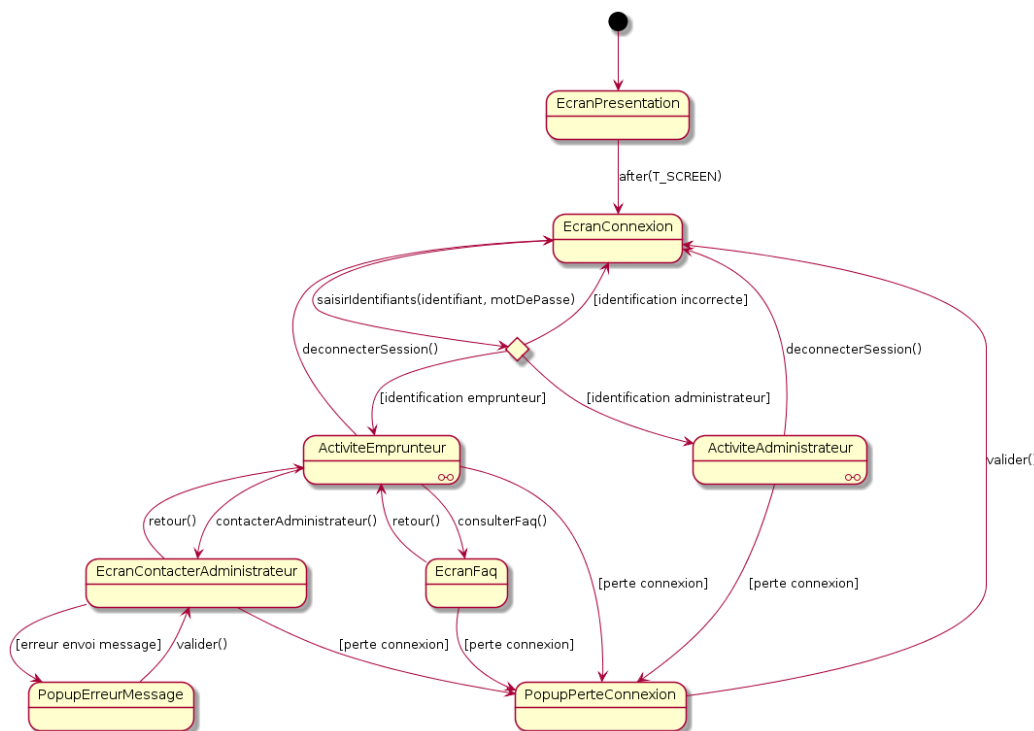 EcranPresentation
after(T_SCREEN)
EcranConnexion
saisirIdentifiants(identifiant, motDePasse)
[identification incorrecte]
deconnecterSession()
deconnecterSession()
[identification emprunteur]
[identification administrateur]
ActiviteEmprunteur
ActiviteAdministrateur
valider()
retour()
contacterAdministrateur()
retour()
consulterFaq()
EcranContacterAdministrateur
EcranFaq
[perte connexion]
[perte connexion]
[erreur envoi message]
valider()
[perte connexion]
[perte connexion]
PopupErreurMessage
PopupPerteConnexion